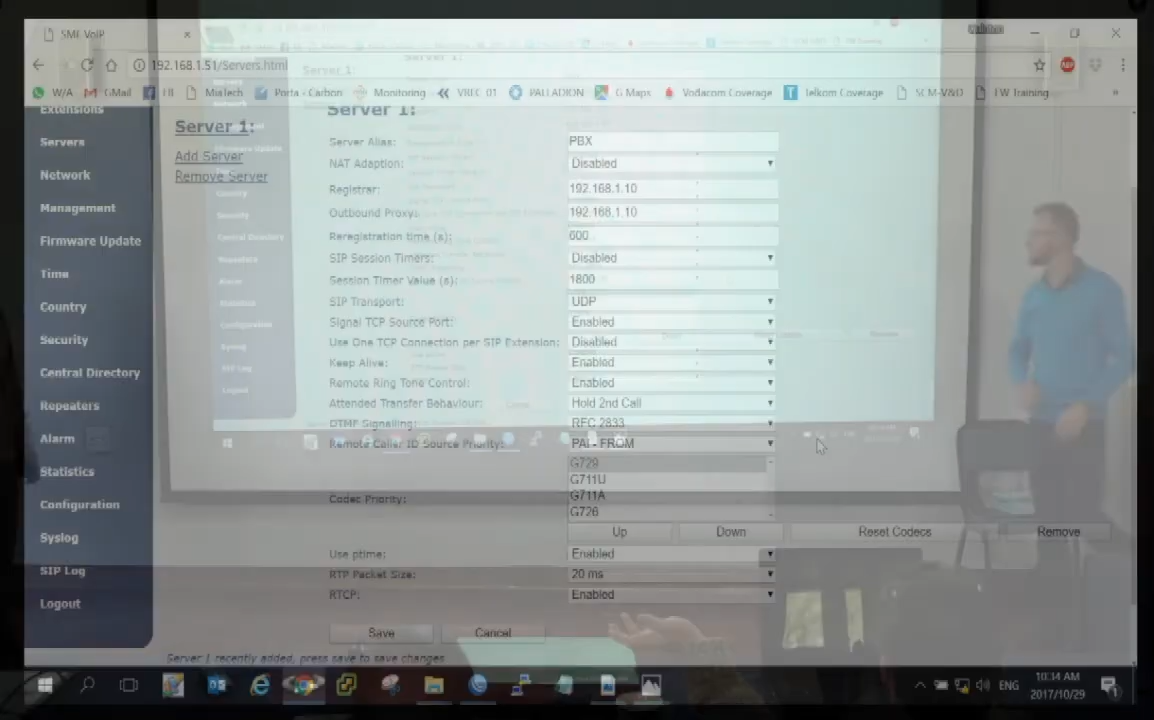 SME VoIP
192.168.1.51/Servers.html
W/A GMail FB MiaTech Porta - Carbon Monitoring VREC 01 PALLADION G Maps Vodacom Coverage Telkom Coverage SCM-V&D TW Training
Extensions
Servers
Network
Management
Firmware Update
Time
Country
Security
Central Directory
Repeaters
Alarm
Statistics
Configuration
Syslog
SIP Log
Logout
Server 1:
Add Server
Remove Server
Server 1:
Server Alias: PBX
NAT Adaption: Disabled
Registrar: 192.168.1.10
Outbound Proxy: 192.168.1.10
Reregistration time (s): 600
SIP Session Timers: Disabled
Session Timer Value (s): 1800
SIP Transport: UDP
Signal TCP Source Port: Enabled
Use One TCP Connection per SIP Extension: Disabled
Keep Alive: Enabled
Remote Ring Tone Control: Enabled
Attended Transfer Behaviour: Hold 2nd Call
DTMF Signalling: RFC 2833
Remote Caller ID Source Priority: PAI - FROM
Codec Priority:
G729
G711U
G711A
G726
Up Down Reset Codecs Remove
Use ptime: Enabled
RTP Packet Size: 20 ms
RTCP: Enabled
Save Cancel
Server 1 recently added, press save to save changes
ENG
10:34 AM
2017/10/29